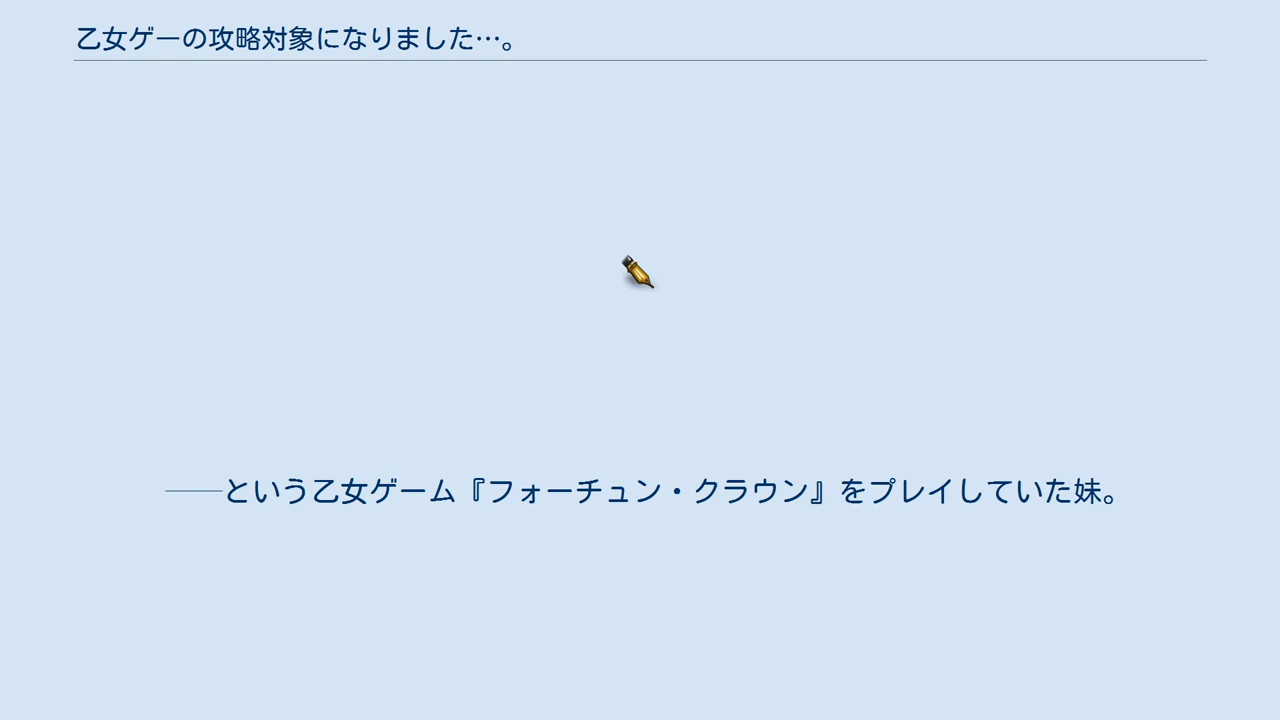 乙女ゲーの攻略対象になりました…。
――という乙女ゲーム『フォーチュン・クラウン』をプレイしていた妹。